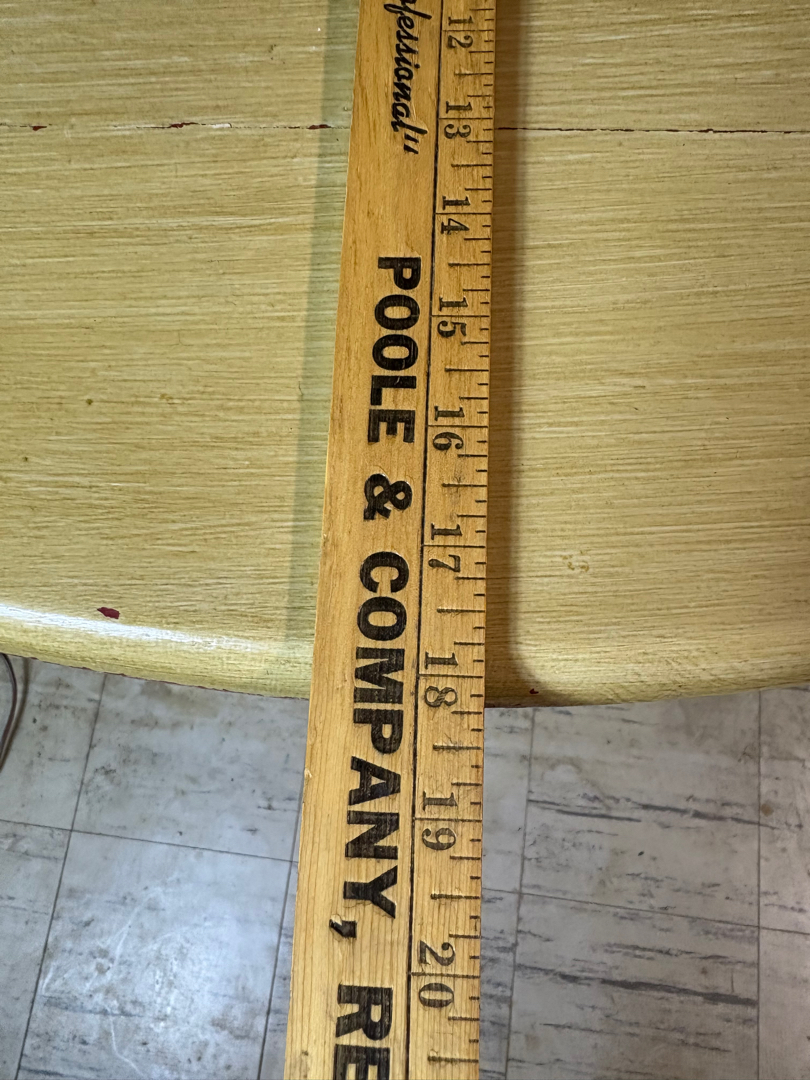 fessional"
POOLE & COMPANY, RE
12 13 14 15 16 17 18 19 20